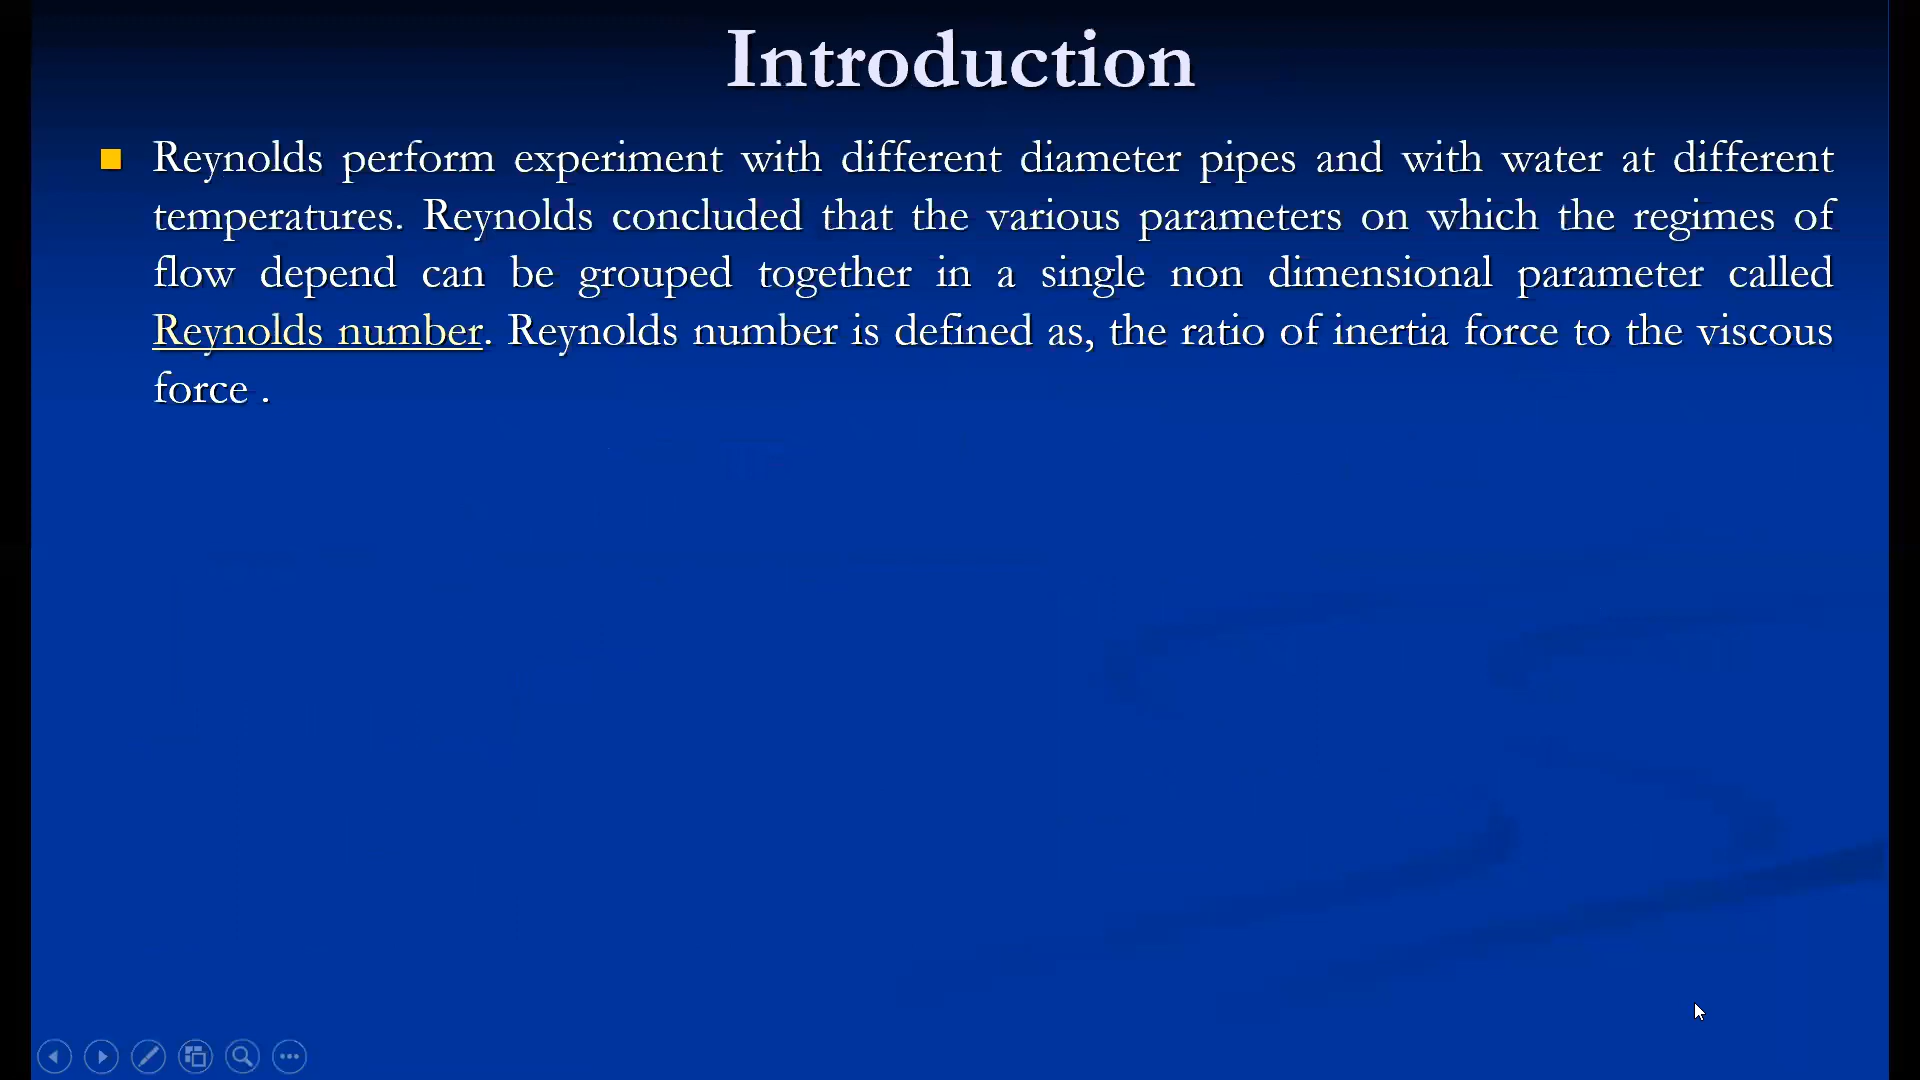 Introduction
Reynolds perform experiment with different diameter pipes and with water at different
temperatures. Reynolds concluded that the various parameters on which the regimes of
flow depend can be grouped together in a single non dimensional parameter called
Reynolds number. Reynolds number is defined as, the ratio of inertia force to the viscous
force .